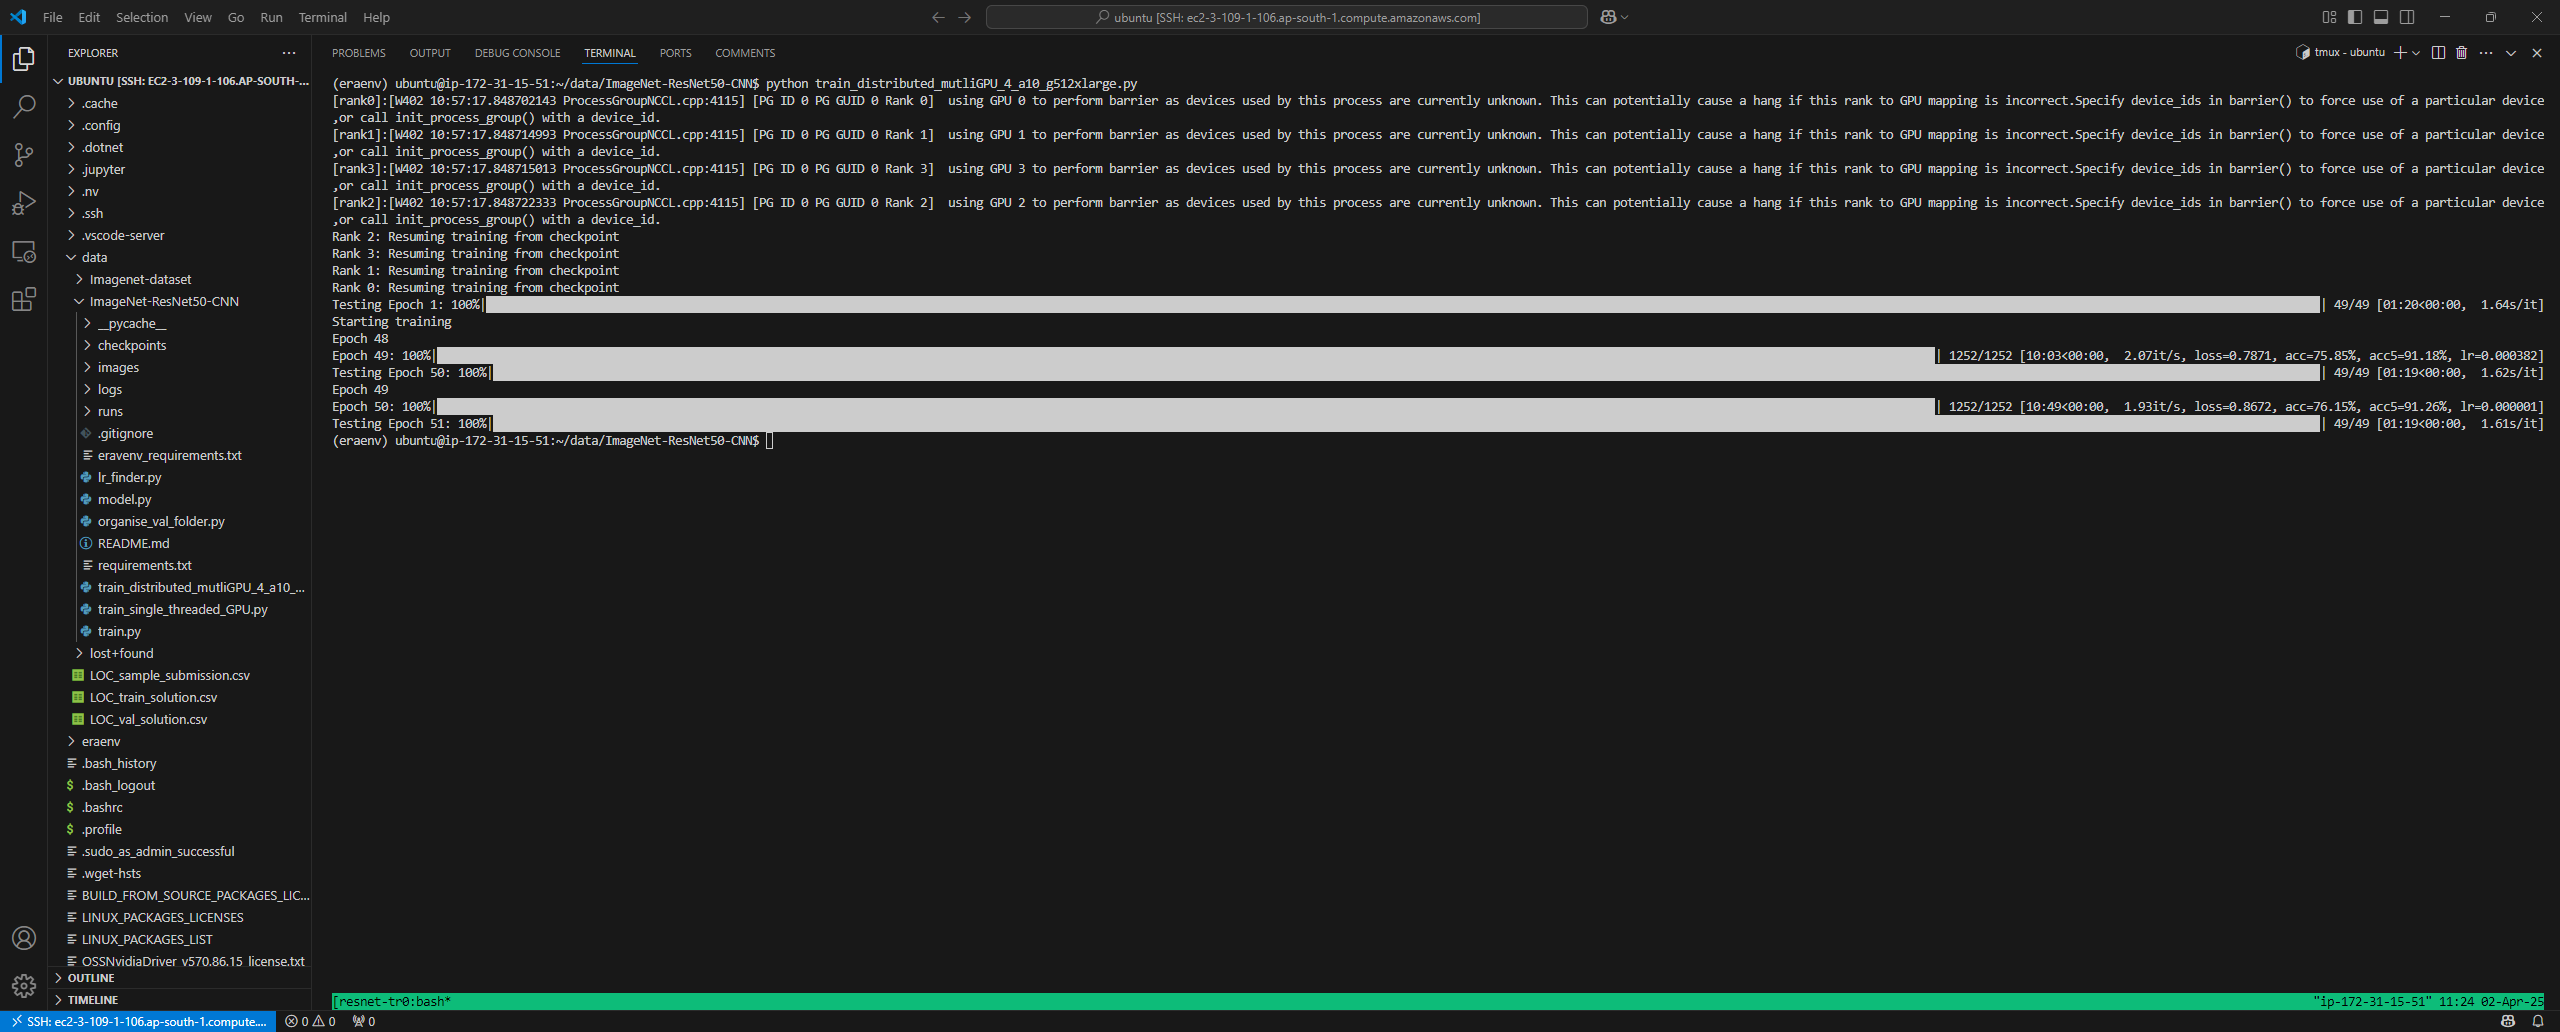 File Edit Selection View Go Run Terminal Help
ubuntu [SSH: ec2-3-109-1-106.ap-south-1.compute.amazonaws.com]
EXPLORER
UBUNTU [SSH: EC2-3-109-1-106.AP-SOUTH-...
.cache
.config
.dotnet
.jupyter
.nv
.ssh
.vscode-server
data
Imagenet-dataset
ImageNet-ResNet50-CNN
__pycache__
checkpoints
images
logs
runs
.gitignore
eravenv_requirements.txt
lr_finder.py
model.py
organise_val_folder.py
README.md
requirements.txt
train_distributed_mutliGPU_4_a10_...
train_single_threaded_GPU.py
train.py
lost+found
LOC_sample_submission.csv
LOC_train_solution.csv
LOC_val_solution.csv
eraenv
.bash_history
.bash_logout
.bashrc
.profile
.sudo_as_admin_successful
.wget-hsts
BUILD_FROM_SOURCE_PACKAGES_LIC...
LINUX_PACKAGES_LICENSES
LINUX_PACKAGES_LIST
OSSNvidiaDriver_v570.86.15_license.txt
OUTLINE
TIMELINE
PROBLEMS OUTPUT DEBUG CONSOLE TERMINAL PORTS COMMENTS
tmux - ubuntu
(eraenv) ubuntu@ip-172-31-15-51:~/data/ImageNet-ResNet50-CNN$ python train_distributed_mutliGPU_4_a10_g512xlarge.py
[rank0]:[W402 10:57:17.848702143 ProcessGroupNCCL.cpp:4115] [PG ID 0 PG GUID 0 Rank 0]  using GPU 0 to perform barrier as devices used by this process are currently unknown. This can potentially cause a hang if this rank to GPU mapping is incorrect.Specify device_ids in barrier() to force use of a particular device
,or call init_process_group() with a device_id.
[rank1]:[W402 10:57:17.848714993 ProcessGroupNCCL.cpp:4115] [PG ID 0 PG GUID 0 Rank 1]  using GPU 1 to perform barrier as devices used by this process are currently unknown. This can potentially cause a hang if this rank to GPU mapping is incorrect.Specify device_ids in barrier() to force use of a particular device
,or call init_process_group() with a device_id.
[rank3]:[W402 10:57:17.848715013 ProcessGroupNCCL.cpp:4115] [PG ID 0 PG GUID 0 Rank 3]  using GPU 3 to perform barrier as devices used by this process are currently unknown. This can potentially cause a hang if this rank to GPU mapping is incorrect.Specify device_ids in barrier() to force use of a particular device
,or call init_process_group() with a device_id.
[rank2]:[W402 10:57:17.848722333 ProcessGroupNCCL.cpp:4115] [PG ID 0 PG GUID 0 Rank 2]  using GPU 2 to perform barrier as devices used by this process are currently unknown. This can potentially cause a hang if this rank to GPU mapping is incorrect.Specify device_ids in barrier() to force use of a particular device
,or call init_process_group() with a device_id.
Rank 2: Resuming training from checkpoint
Rank 3: Resuming training from checkpoint
Rank 1: Resuming training from checkpoint
Rank 0: Resuming training from checkpoint
Testing Epoch 1: 100%| | 49/49 [01:20<00:00,  1.64s/it]
Starting training
Epoch 48
Epoch 49: 100%| | 1252/1252 [10:03<00:00,  2.07it/s, loss=0.7871, acc=75.85%, acc5=91.18%, lr=0.000382]
Testing Epoch 50: 100%| | 49/49 [01:19<00:00,  1.62s/it]
Epoch 49
Epoch 50: 100%| | 1252/1252 [10:49<00:00,  1.93it/s, loss=0.8672, acc=76.15%, acc5=91.26%, lr=0.000001]
Testing Epoch 51: 100%| | 49/49 [01:19<00:00,  1.61s/it]
(eraenv) ubuntu@ip-172-31-15-51:~/data/ImageNet-ResNet50-CNN$
[resnet-tr0:bash* "ip-172-31-15-51" 11:24 02-Apr-25
SSH: ec2-3-109-1-106.ap-south-1.compute.... 0 0 0